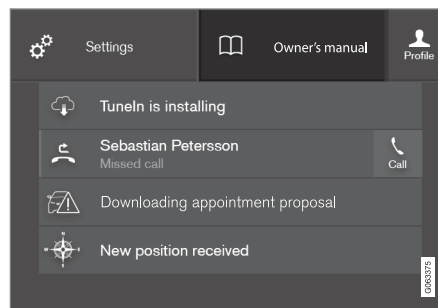 Settings
Owner's manual
Profile
TuneIn is installing
Sebastian Petersson
Missed call
Call
Downloading appointment proposal
New position received
G063375